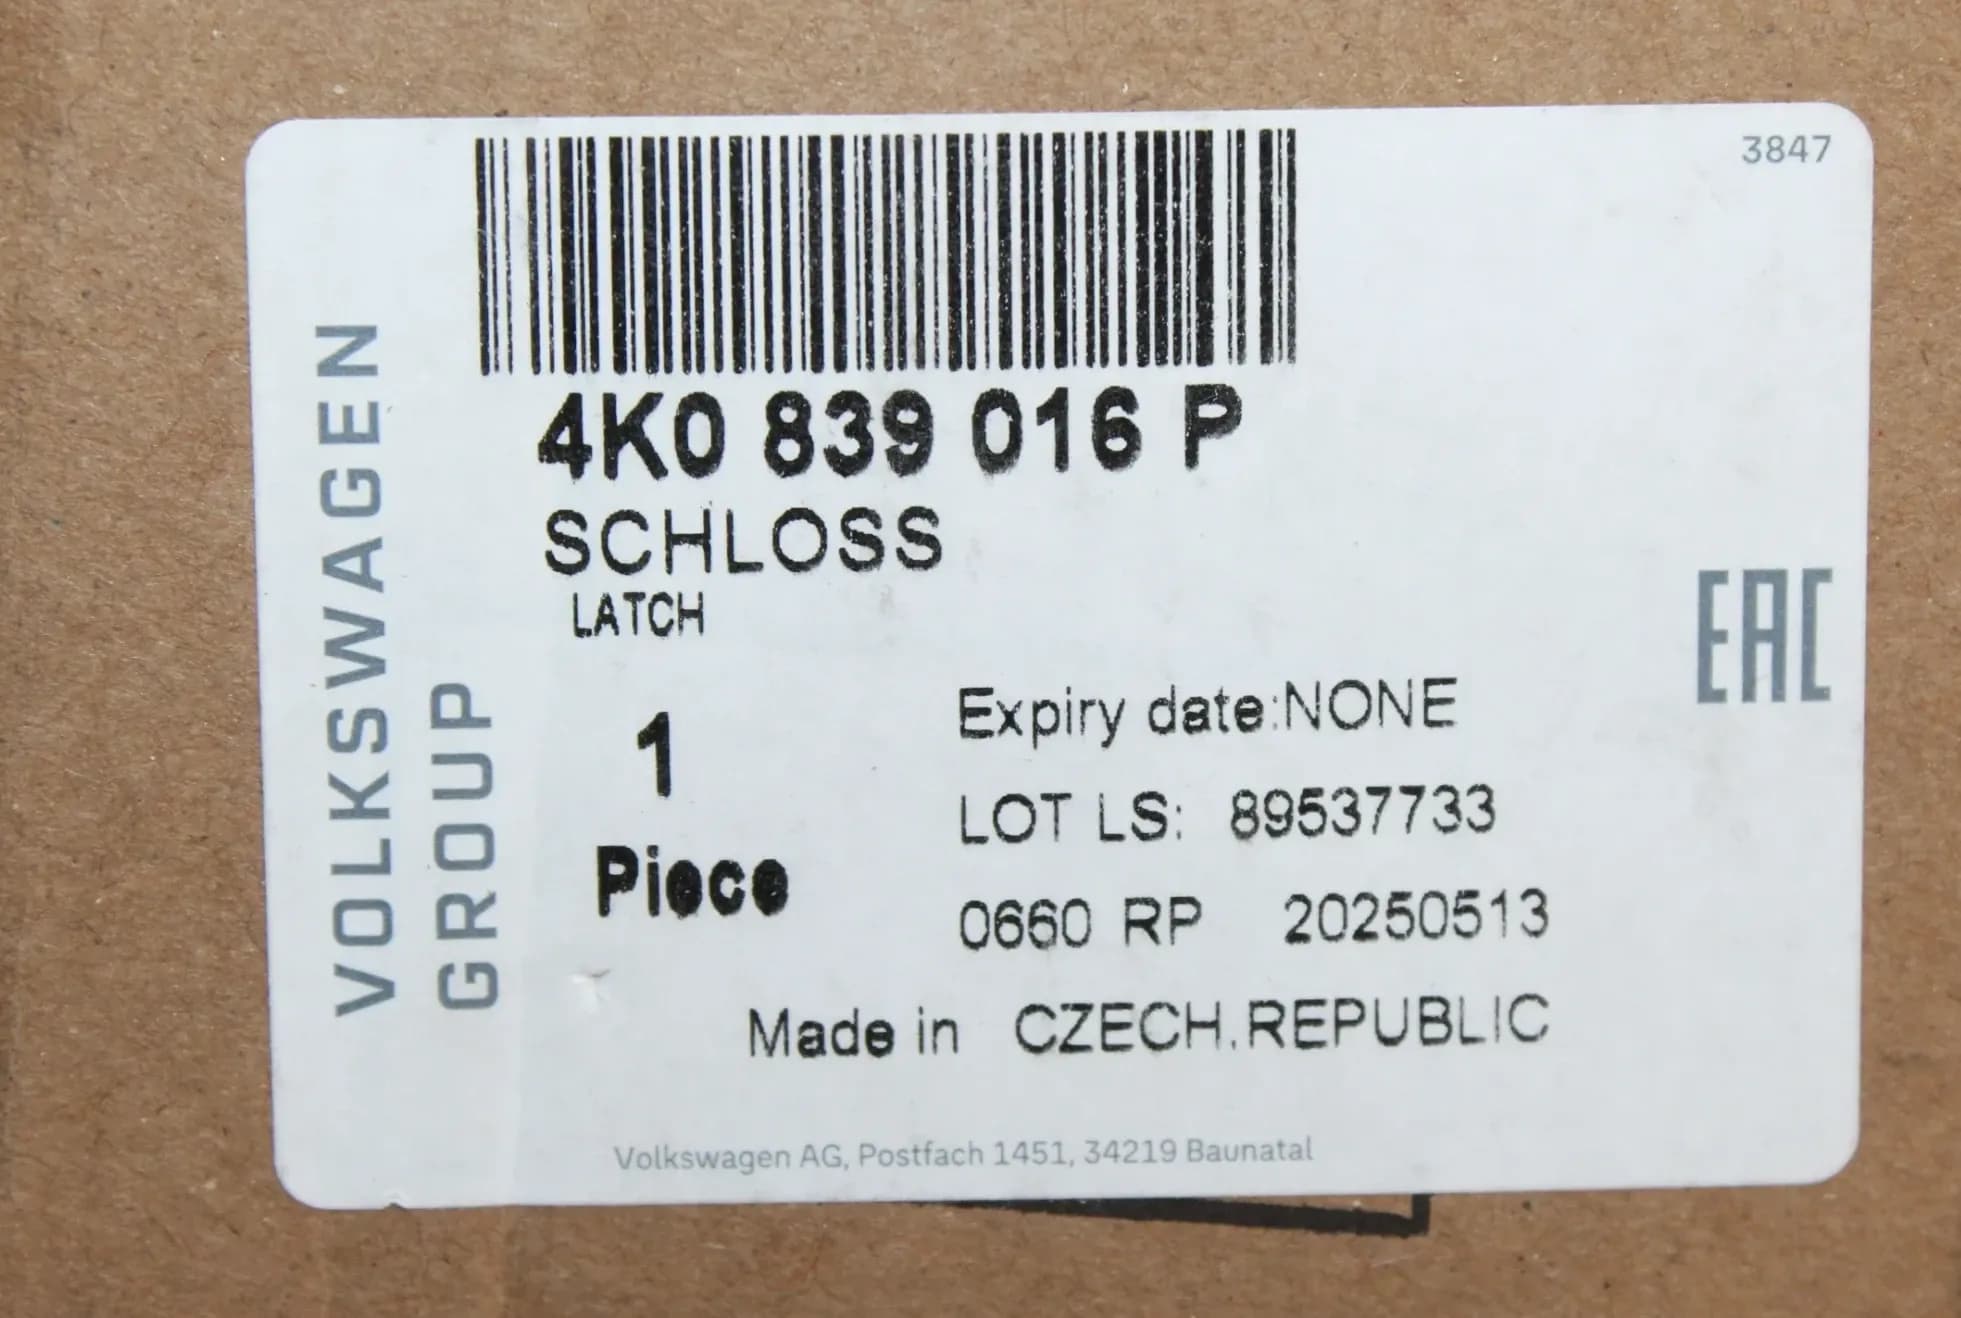 3847
4K0 839 016 P
SCHLOSS
LATCH
VOLKSWAGEN
GROUP
EAC
1
Piece
Expiry date:NONE
LOT LS: 89537733
0660 RP 20250513
Made in CZECH.REPUBLIC
Volkswagen AG, Postfach 1451, 34219 Baunatal